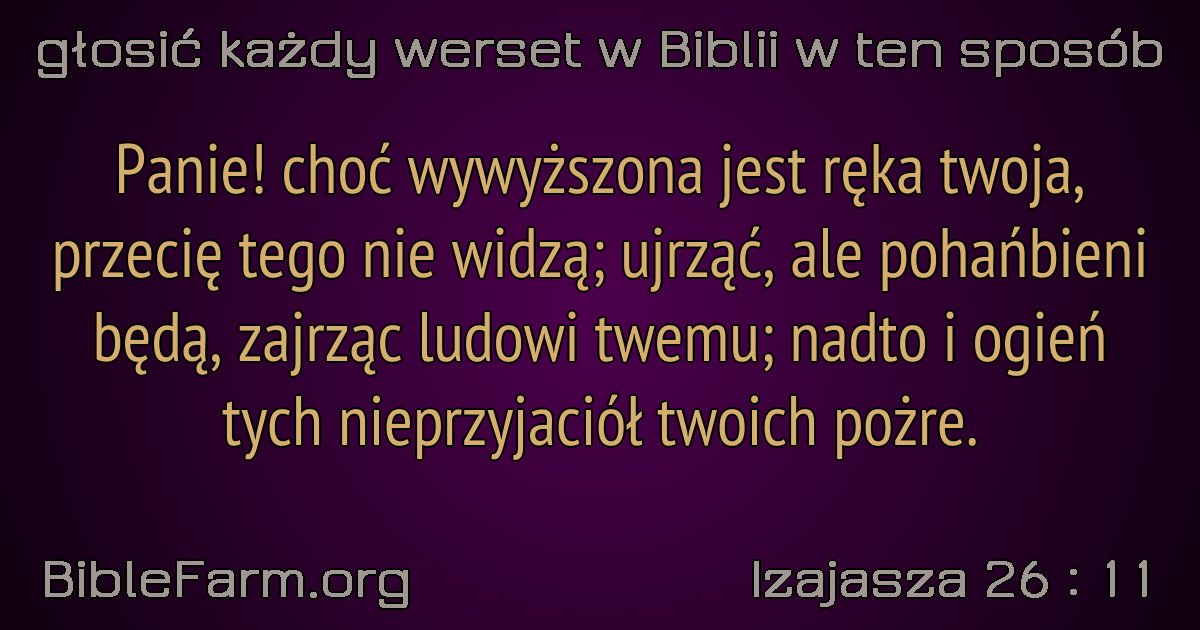 głosić każdy werset w Biblii w ten sposób
Panie! choć wywyższona jest ręka twoja,
przecię tego nie widzą; ujrząć, ale pohańbieni
będą, zajrząc ludowi twemu; nadto i ogień
tych nieprzyjaciół twoich pożre.
BibleFarm.org
Izajasza 26 : 11